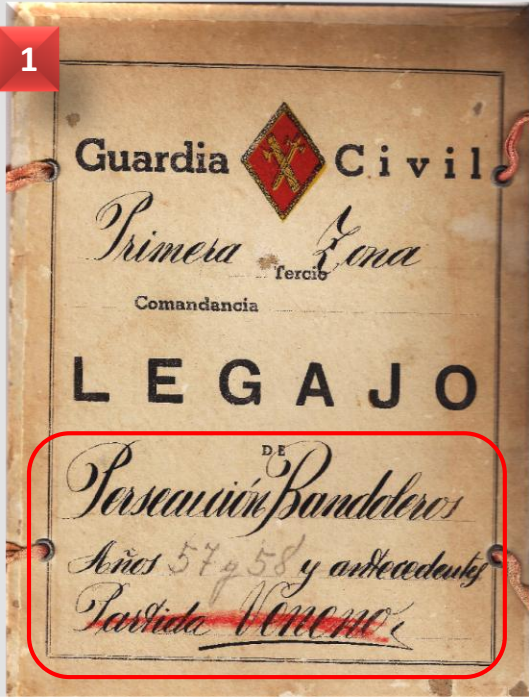 1
Guardia Civil
Primera Zona
Tercio
Comandancia
LEGAJO
DE
Persecución Bandoleros
Años 57 y 58 y antecedentes
Partida Veneno